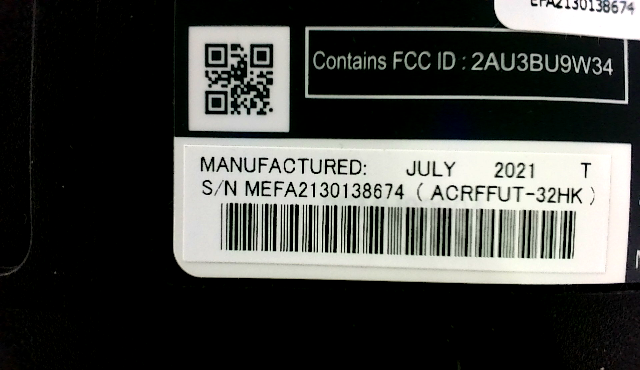 EFA2130138674
Contains FCC ID : 2AU3BU9W34
MANUFACTURED: JULY 2021 T
S/N MEFA2130138674 ( ACRFFUT-32HK )